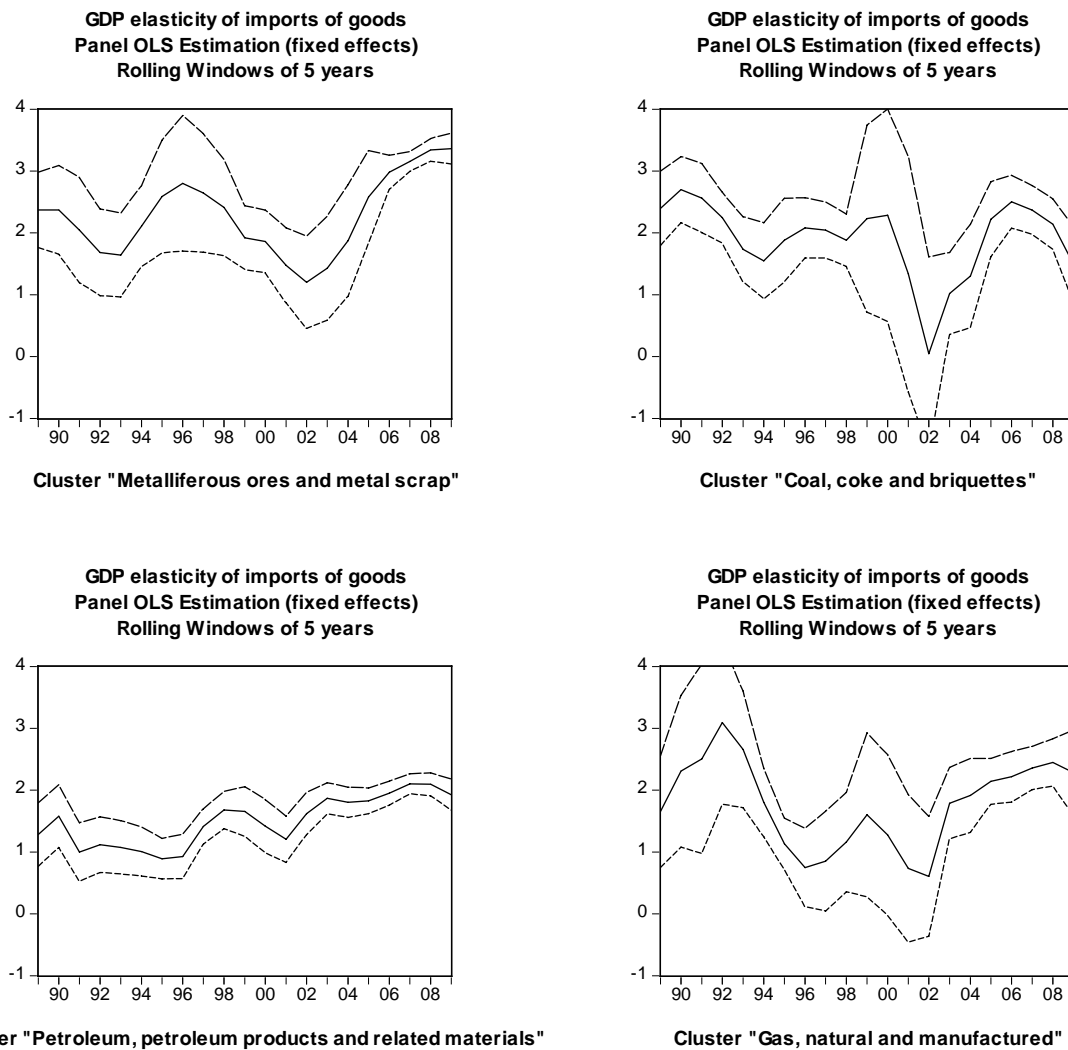 GDP elasticity of imports of goods
Panel OLS Estimation (fixed effects)
Rolling Windows of 5 years
4
3
2
1
0
-1
90 92 94 96 98 00 02 04 06 08
Cluster "Metalliferous ores and metal scrap"
GDP elasticity of imports of goods
Panel OLS Estimation (fixed effects)
Rolling Windows of 5 years
4
3
2
1
0
-1
90 92 94 96 98 00 02 04 06 08
Cluster "Coal, coke and briquettes"
GDP elasticity of imports of goods
Panel OLS Estimation (fixed effects)
Rolling Windows of 5 years
4
3
2
1
0
-1
90 92 94 96 98 00 02 04 06 08
er "Petroleum, petroleum products and related materials"
GDP elasticity of imports of goods
Panel OLS Estimation (fixed effects)
Rolling Windows of 5 years
4
3
2
1
0
-1
90 92 94 96 98 00 02 04 06 08
Cluster "Gas, natural and manufactured"